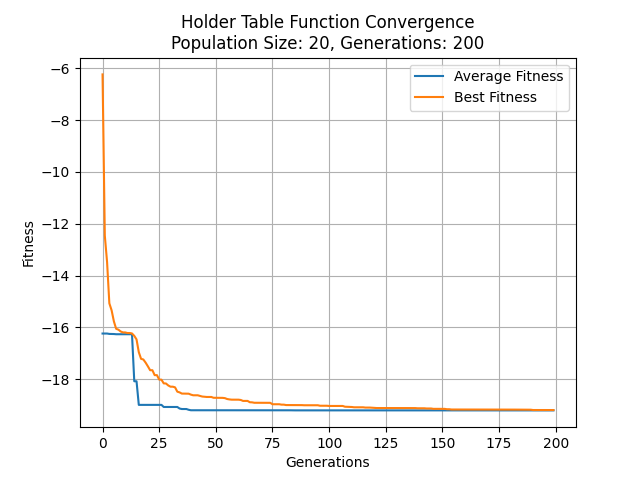 Holder Table Function Convergence
Population Size: 20, Generations: 200
Average Fitness
Best Fitness
Fitness
−6
−8
−10
−12
−14
−16
−18
0 25 50 75 100 125 150 175 200
Generations